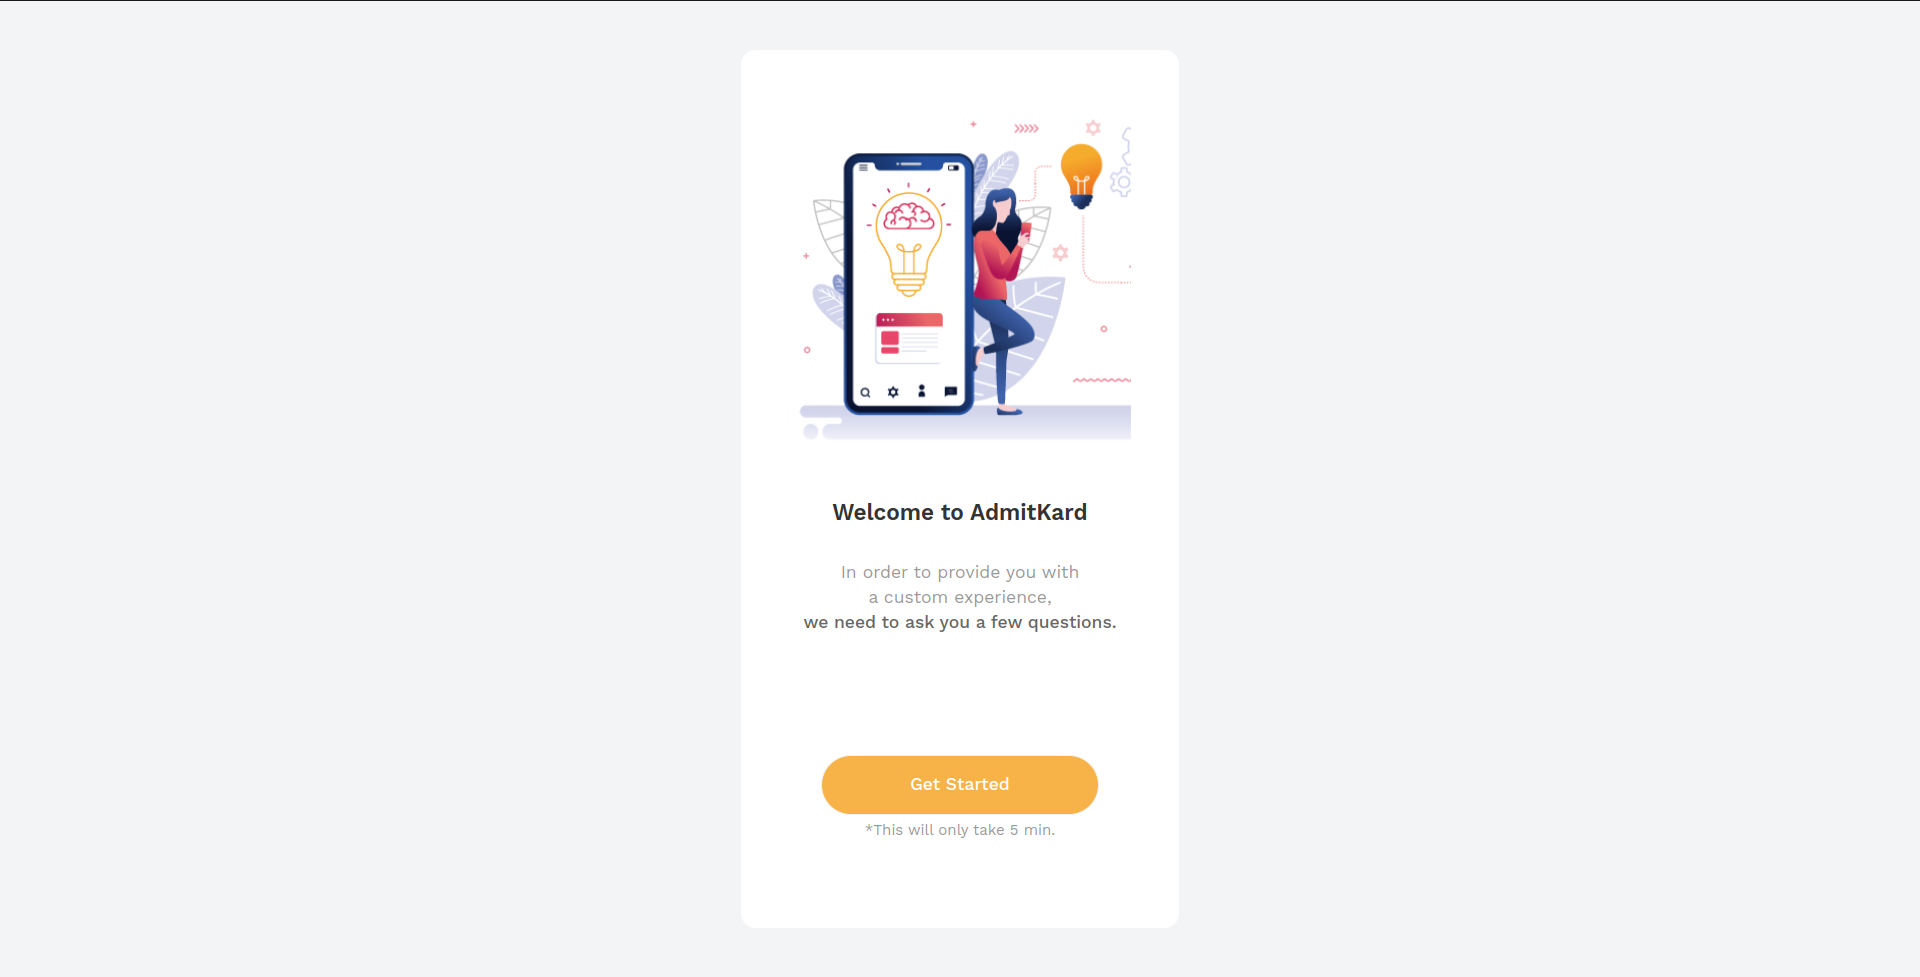 Welcome to AdmitKard
In order to provide you with
a custom experience,
we need to ask you a few questions.
Get Started
*This will only take 5 min.